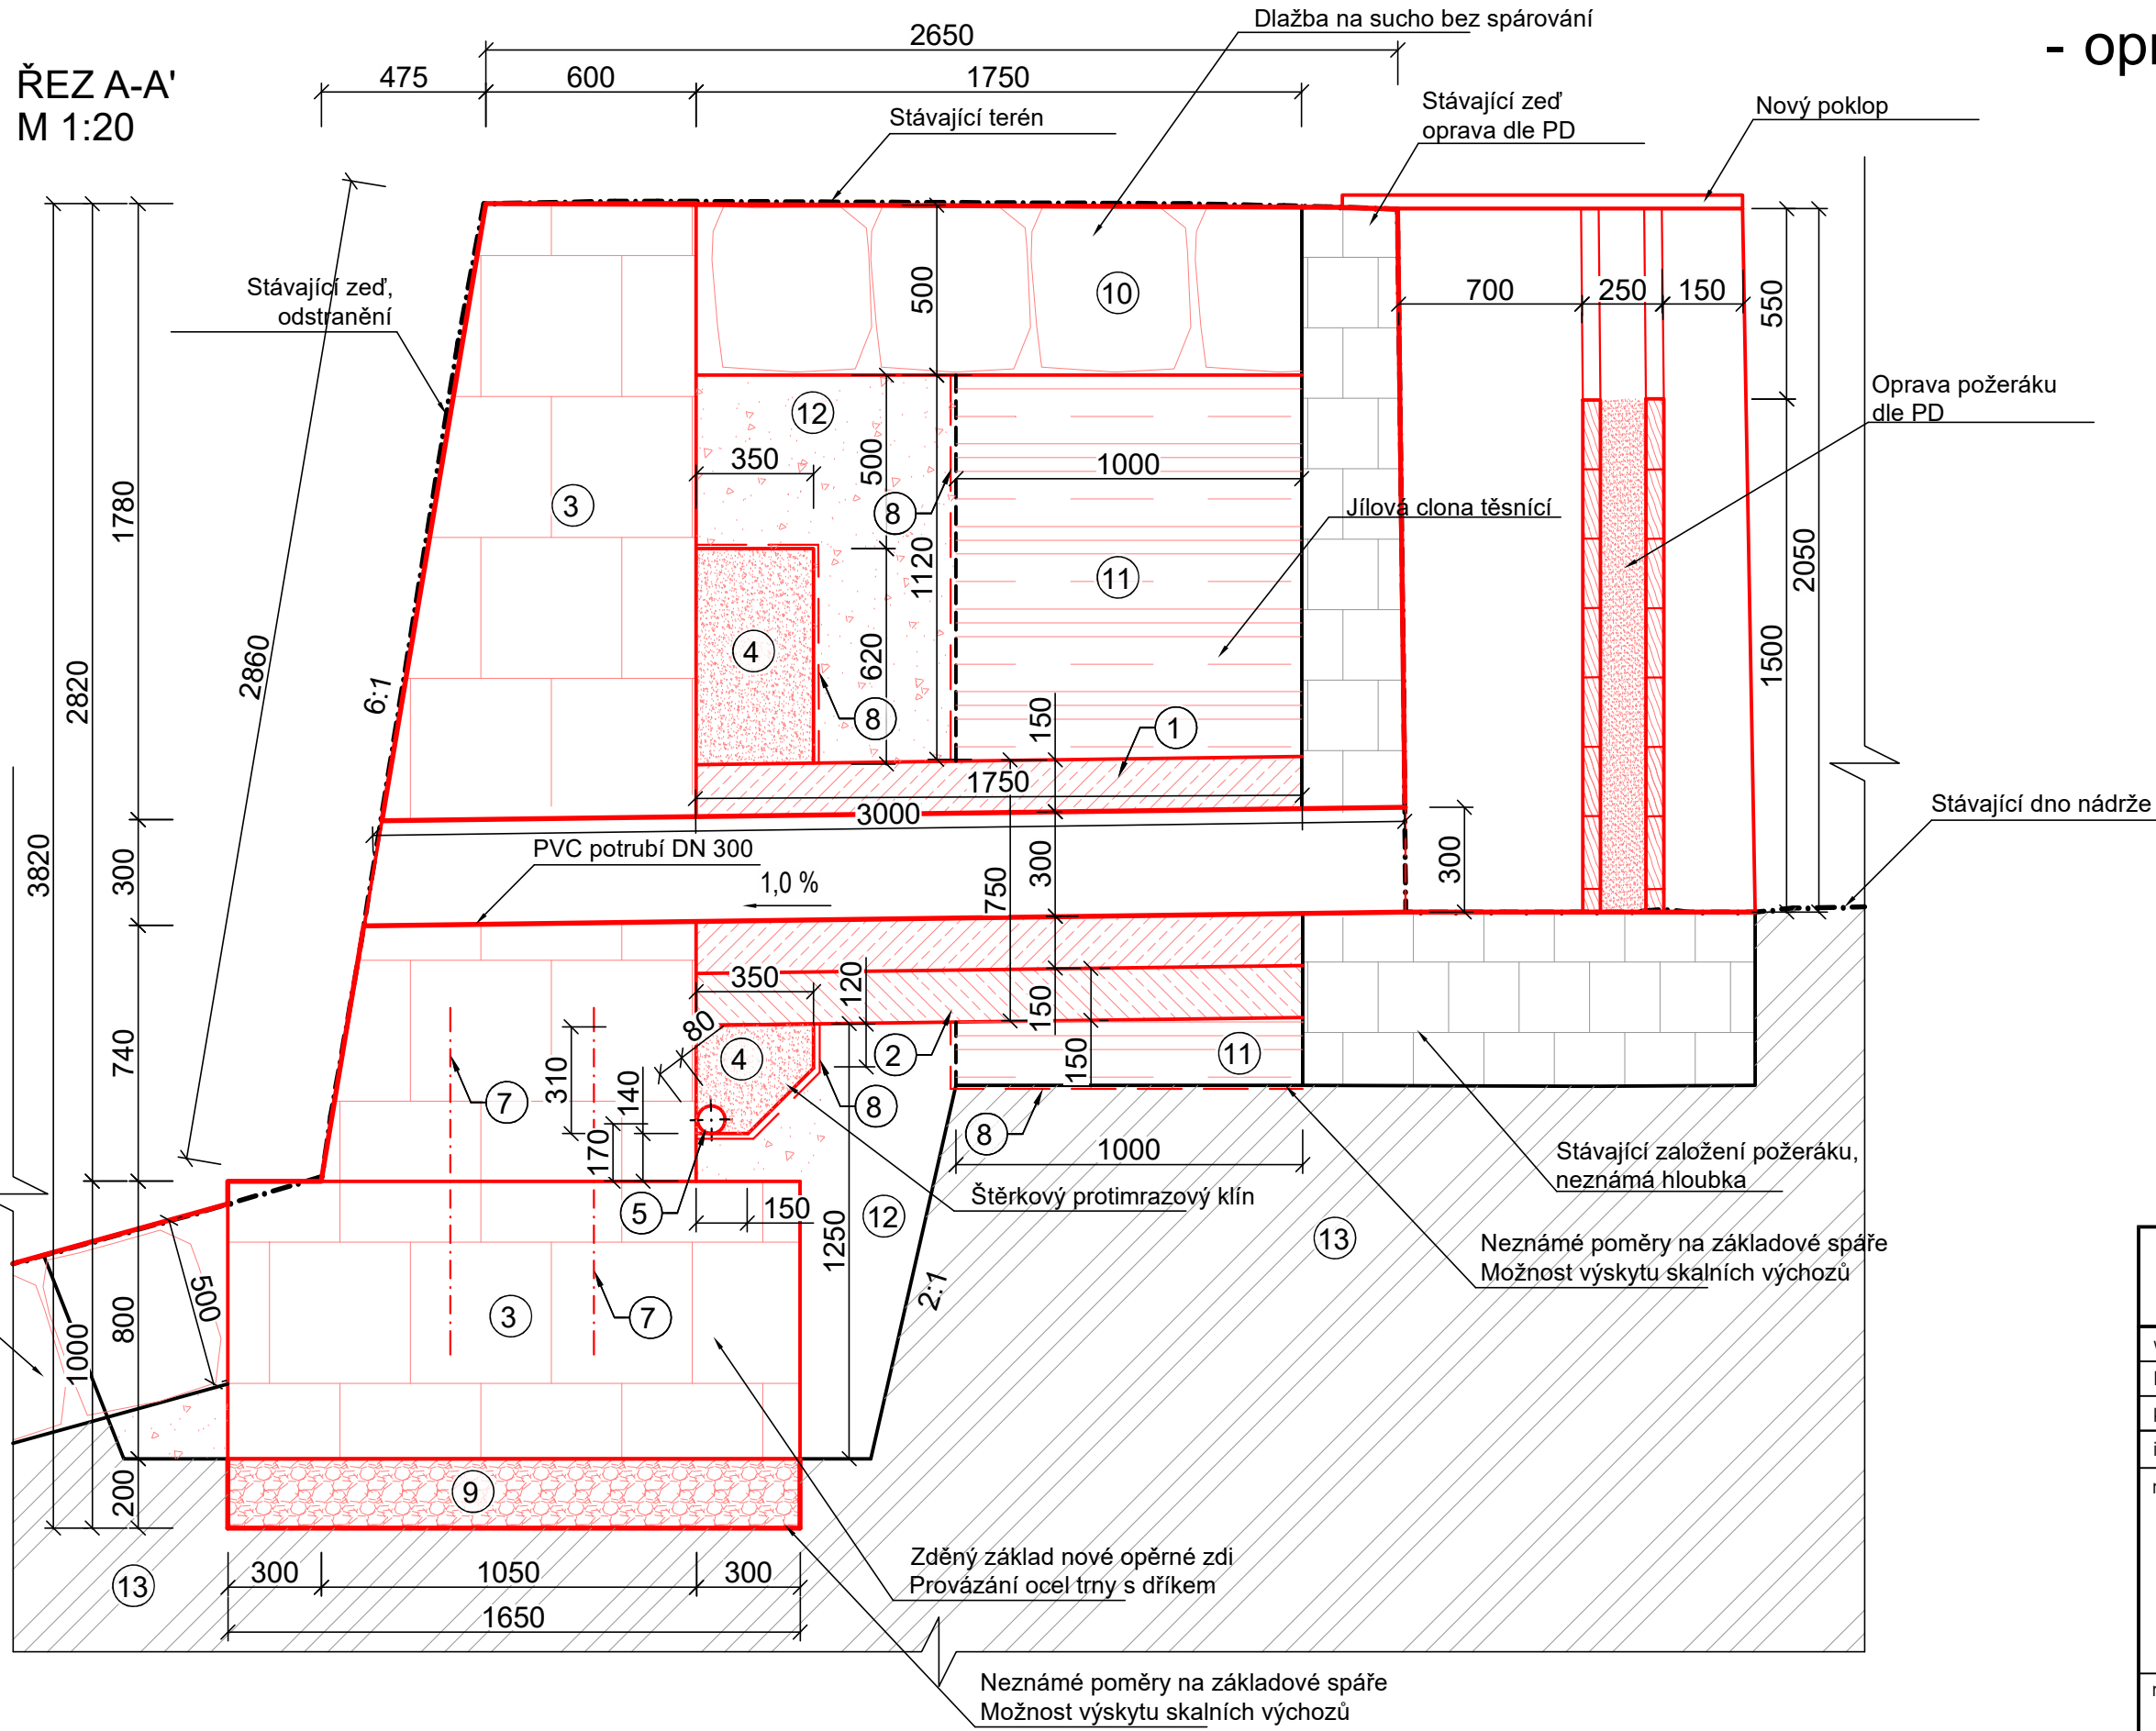 ŘEZ A-A'
M 1:20
2650
475
600
1750
Dlažba na sucho bez spárování
Stávající terén
Stávající zeď
oprava dle PD
Nový poklop
- opr
Stávající zeď,
odstranění
500
10
700
250
150
550
Oprava požeráku
dle PD
12
350
500
8
1000
Jílová clona těsnící
3
1780
1120
11
2050
2860
2820
6:1
4
620
8
150
1
1500
1750
3000
Stávající dno nádrže
3820
300
PVC potrubí DN 300
1,0 %
750
300
300
740
350
120
150
80
4
2
11
150
310
140
7
8
8
170
5
150
1000
Stávající založení požeráku,
neznámá hloubka
Štěrkový protimrazový klín
12
1250
13
Neznámé poměry na základové spáře
Možnost výskytu skalních výchozů
2:1
500
800
1000
3
7
200
9
13
300
1050
300
1650
Zděný základ nové opěrné zdi
Provázání ocel trny s dříkem
Neznámé poměry na základové spáře
Možnost výskytu skalních výchozů